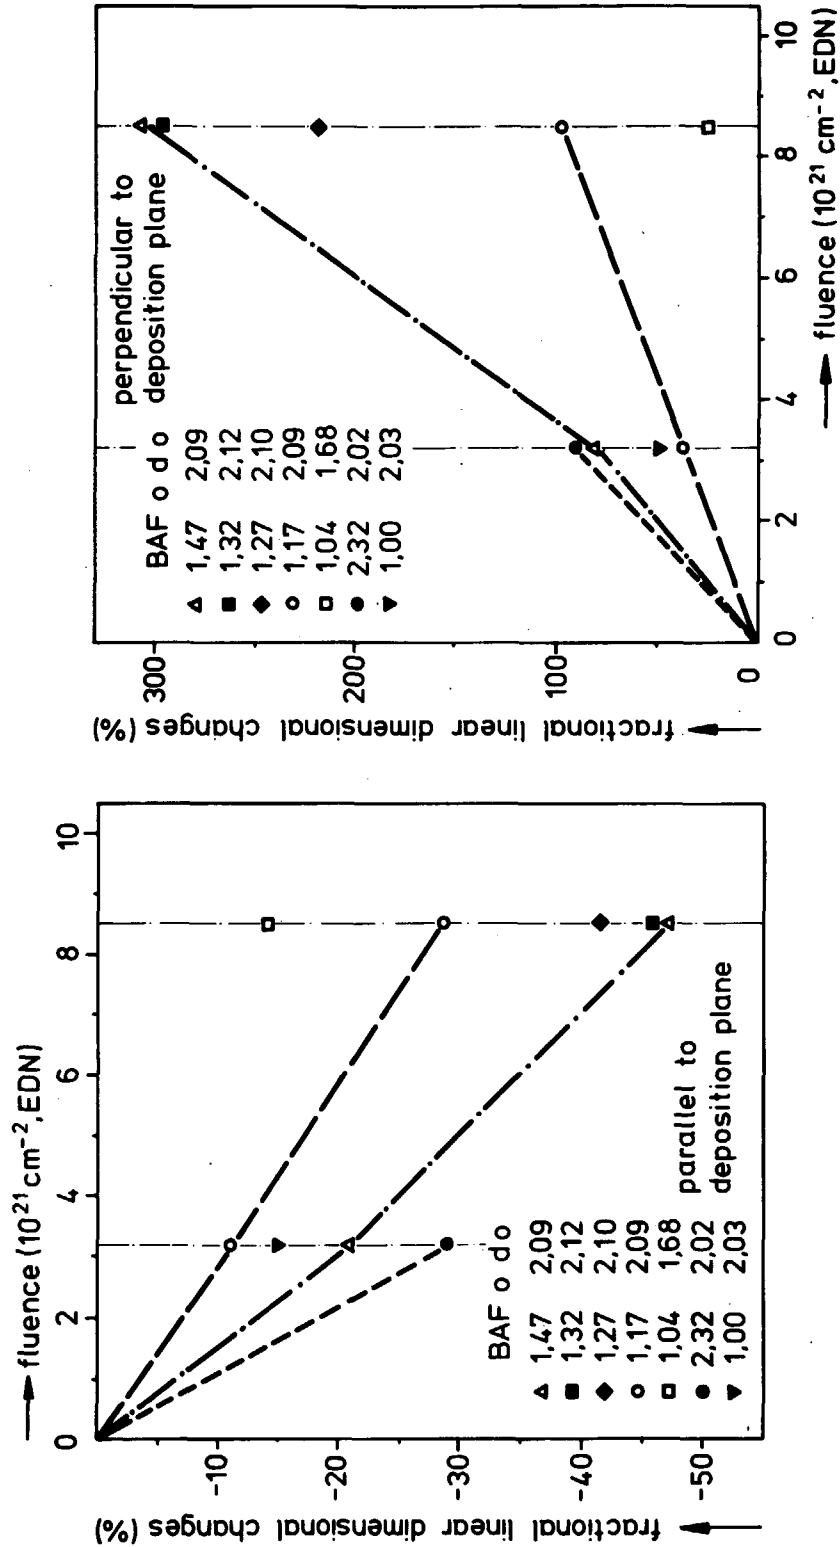 fluence (10²¹ cm⁻², EDN)
0 2 4 6 8 10
-10
-20
-30
-40
-50
fractional linear dimensional changes (%)
BAF o d o
△ 1,47 2,09
■ 1,32 2,12
◆ 1,27 2,10
○ 1,17 2,09
□ 1,04 1,68
● 2,32 2,02
▼ 1,00 2,03
parallel to
deposition plane
300
200
100
0
fractional linear dimensional changes (%)
perpendicular to
deposition plane
BAF o d o
△ 1,47 2,09
■ 1,32 2,12
◆ 1,27 2,10
○ 1,17 2,09
□ 1,04 1,68
● 2,32 2,02
▼ 1,00 2,03
0 2 4 6 8 10
fluence (10²¹ cm⁻², EDN)